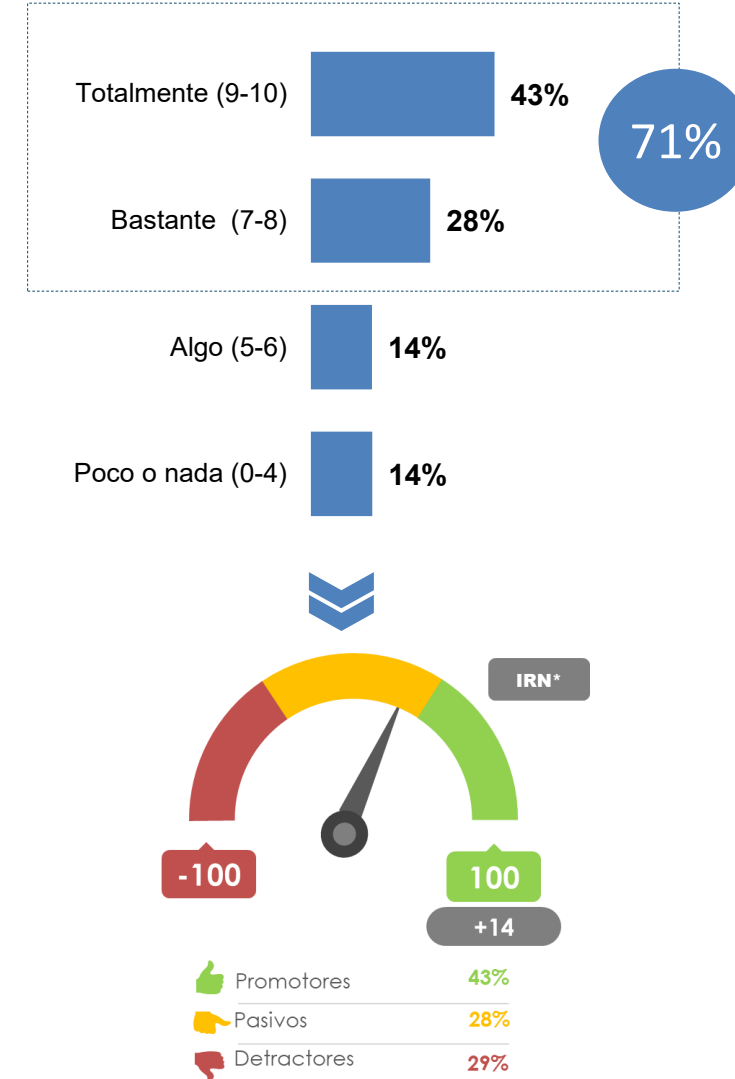 Totalmente (9-10) 43%
71%
Bastante (7-8) 28%
Algo (5-6) 14%
Poco o nada (0-4) 14%
IRN*
-100 100
+14
Promotores 43%
Pasivos 28%
Detractores 29%